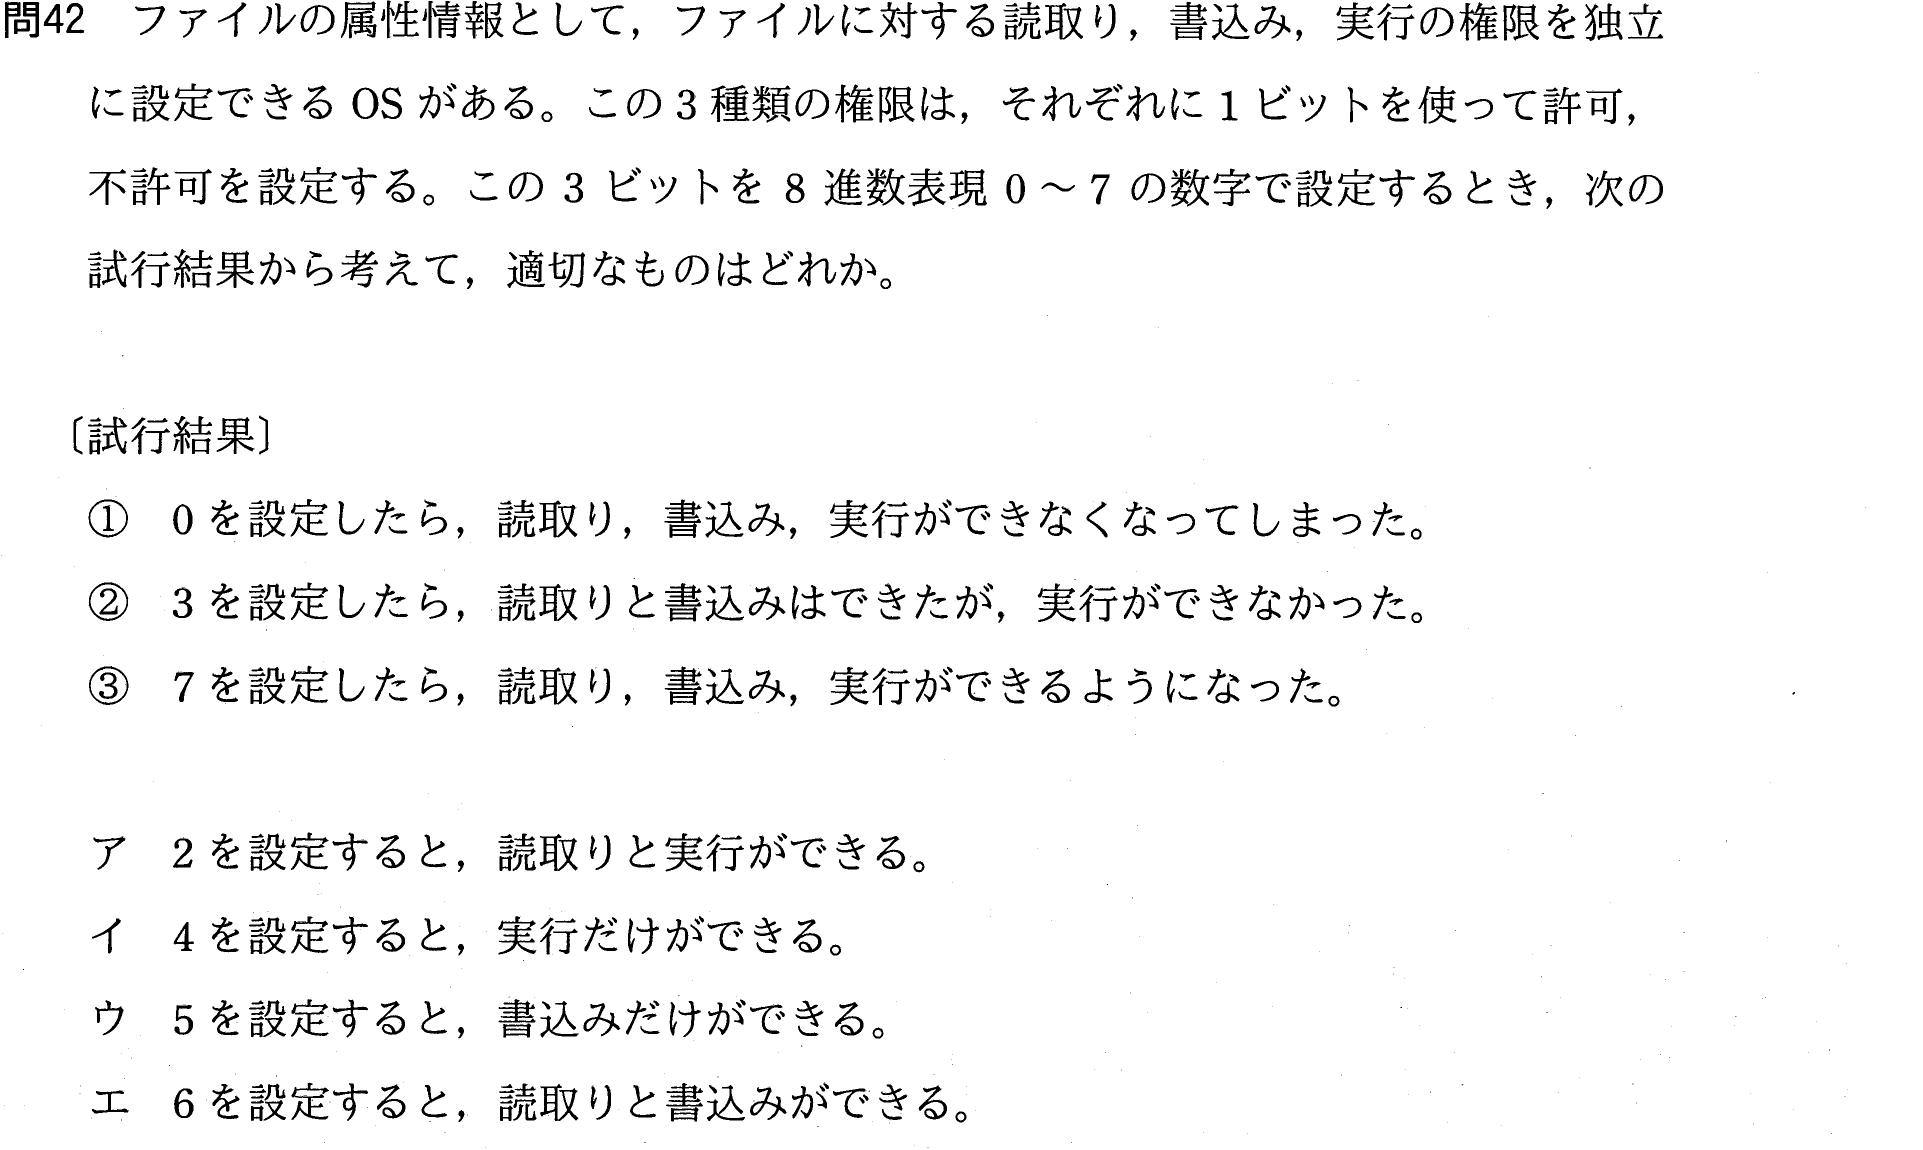 問42 ファイルの属性情報として，ファイルに対する読取り，書込み，実行の権限を独立
に設定できる OS がある。この 3 種類の権限は，それぞれに 1 ビットを使って許可，
不許可を設定する。この 3 ビットを 8 進数表現 0 ～ 7 の数字で設定するとき，次の
試行結果から考えて，適切なものはどれか。
〔試行結果〕
① 0 を設定したら，読取り，書込み，実行ができなくなってしまった。
② 3 を設定したら，読取りと書込みはできたが，実行ができなかった。
③ 7 を設定したら，読取り，書込み，実行ができるようになった。
ア 2 を設定すると，読取りと実行ができる。
イ 4 を設定すると，実行だけができる。
ウ 5 を設定すると，書込みだけができる。
エ 6 を設定すると，読取りと書込みができる。